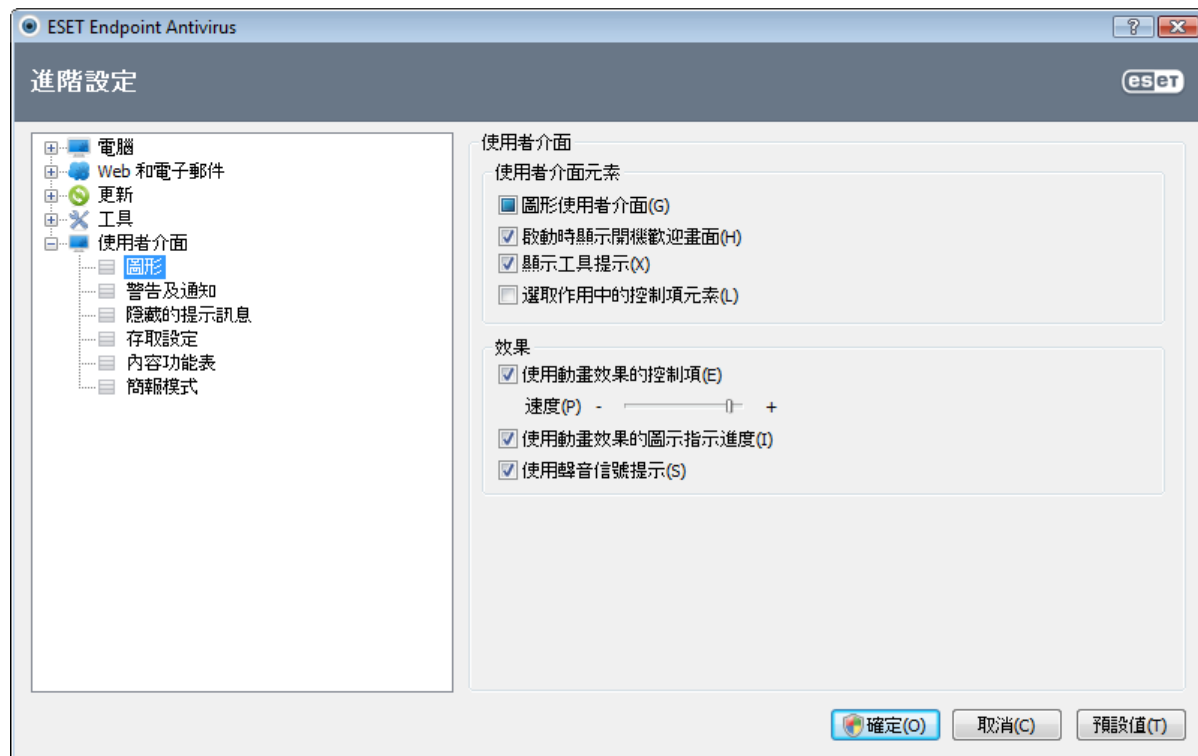 ESET Endpoint Antivirus
進階設定
eseT
電腦
Web 和電子郵件
更新
工具
使用者介面
圖形
警告及通知
隱藏的提示訊息
存取設定
內容功能表
簡報模式
使用者介面
使用者介面元素
圖形使用者介面(G)
啟動時顯示開機歡迎畫面(H)
顯示工具提示(X)
選取作用中的控制項元素(L)
效果
使用動畫效果的控制項(E)
速度(P) - +
使用動畫效果的圖示指示進度(I)
使用聲音信號提示(S)
確定(O) 取消(C) 預設值(T)